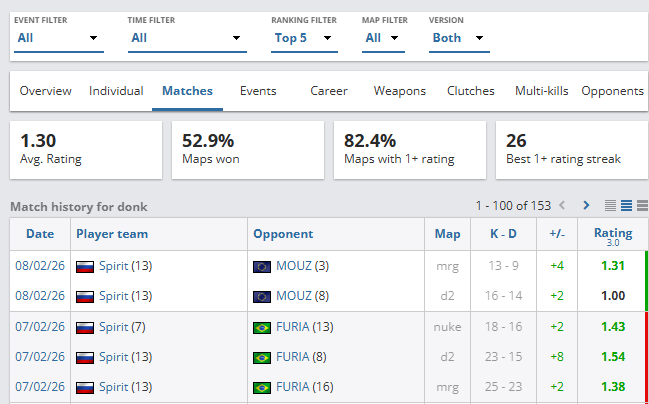 EVENT FILTER TIME FILTER RANKING FILTER MAP FILTER VERSION
All All Top 5 All Both
Overview Individual Matches Events Career Weapons Clutches Multi-kills Opponents
1.30 52.9% 82.4% 26
Avg. Rating Maps won Maps with 1+ rating Best 1+ rating streak
Match history for donk 1 - 100 of 153
Date Player team Opponent Map K - D +/- Rating
3.0
08/02/26 Spirit (13) MOUZ (3) mrg 13 - 9 +4 1.31
08/02/26 Spirit (13) MOUZ (8) d2 16 - 14 +2 1.00
07/02/26 Spirit (7) FURIA (13) nuke 18 - 16 +2 1.43
07/02/26 Spirit (13) FURIA (8) d2 23 - 15 +8 1.54
07/02/26 Spirit (13) FURIA (16) mrg 25 - 23 +2 1.38